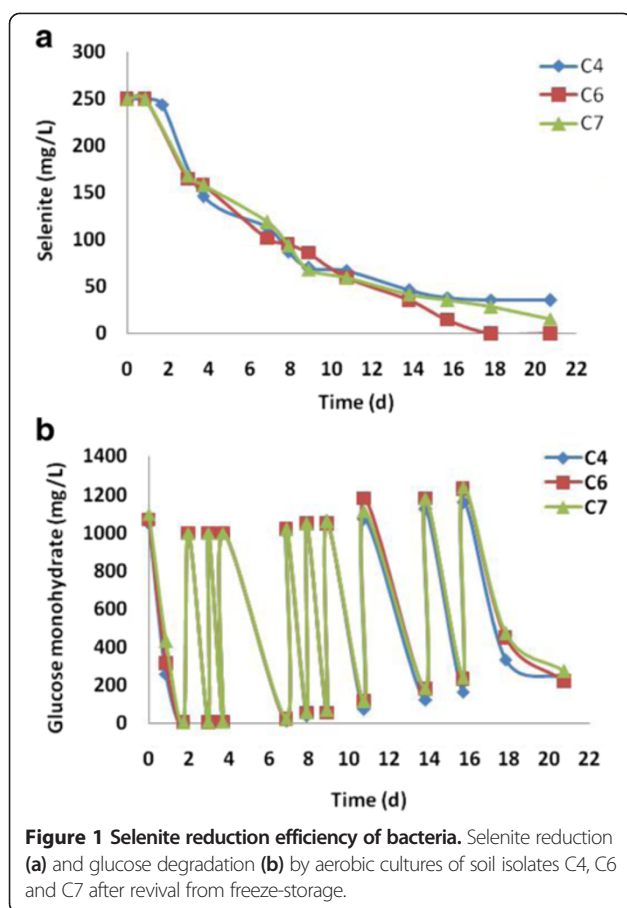 a
300
250
200
150
100
50
0
Selenite (mg/L)
C4
C6
C7
0 2 4 6 8 10 12 14 16 18 20 22
Time (d)
b
1400
1200
1000
800
600
400
200
0
Glucose monohydrate (mg/L)
C4
C6
C7
0 2 4 6 8 10 12 14 16 18 20 22
Time (d)
Figure 1 Selenite reduction efficiency of bacteria. Selenite reduction
(a) and glucose degradation (b) by aerobic cultures of soil isolates C4, C6
and C7 after revival from freeze-storage.